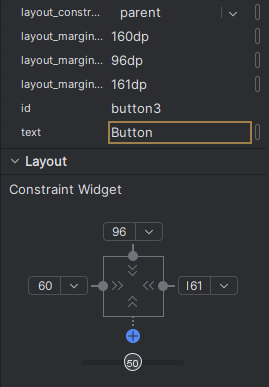 layout_constr... parent
layout_margin... 160dp
layout_margin... 96dp
layout_margin... 161dp
id button3
text Button
Layout
Constraint Widget
96
60 161
50